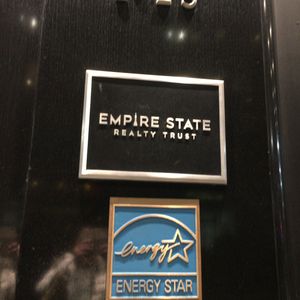 EMPIRE STATE
REALTY TRUST
energy
ENERGY STAR